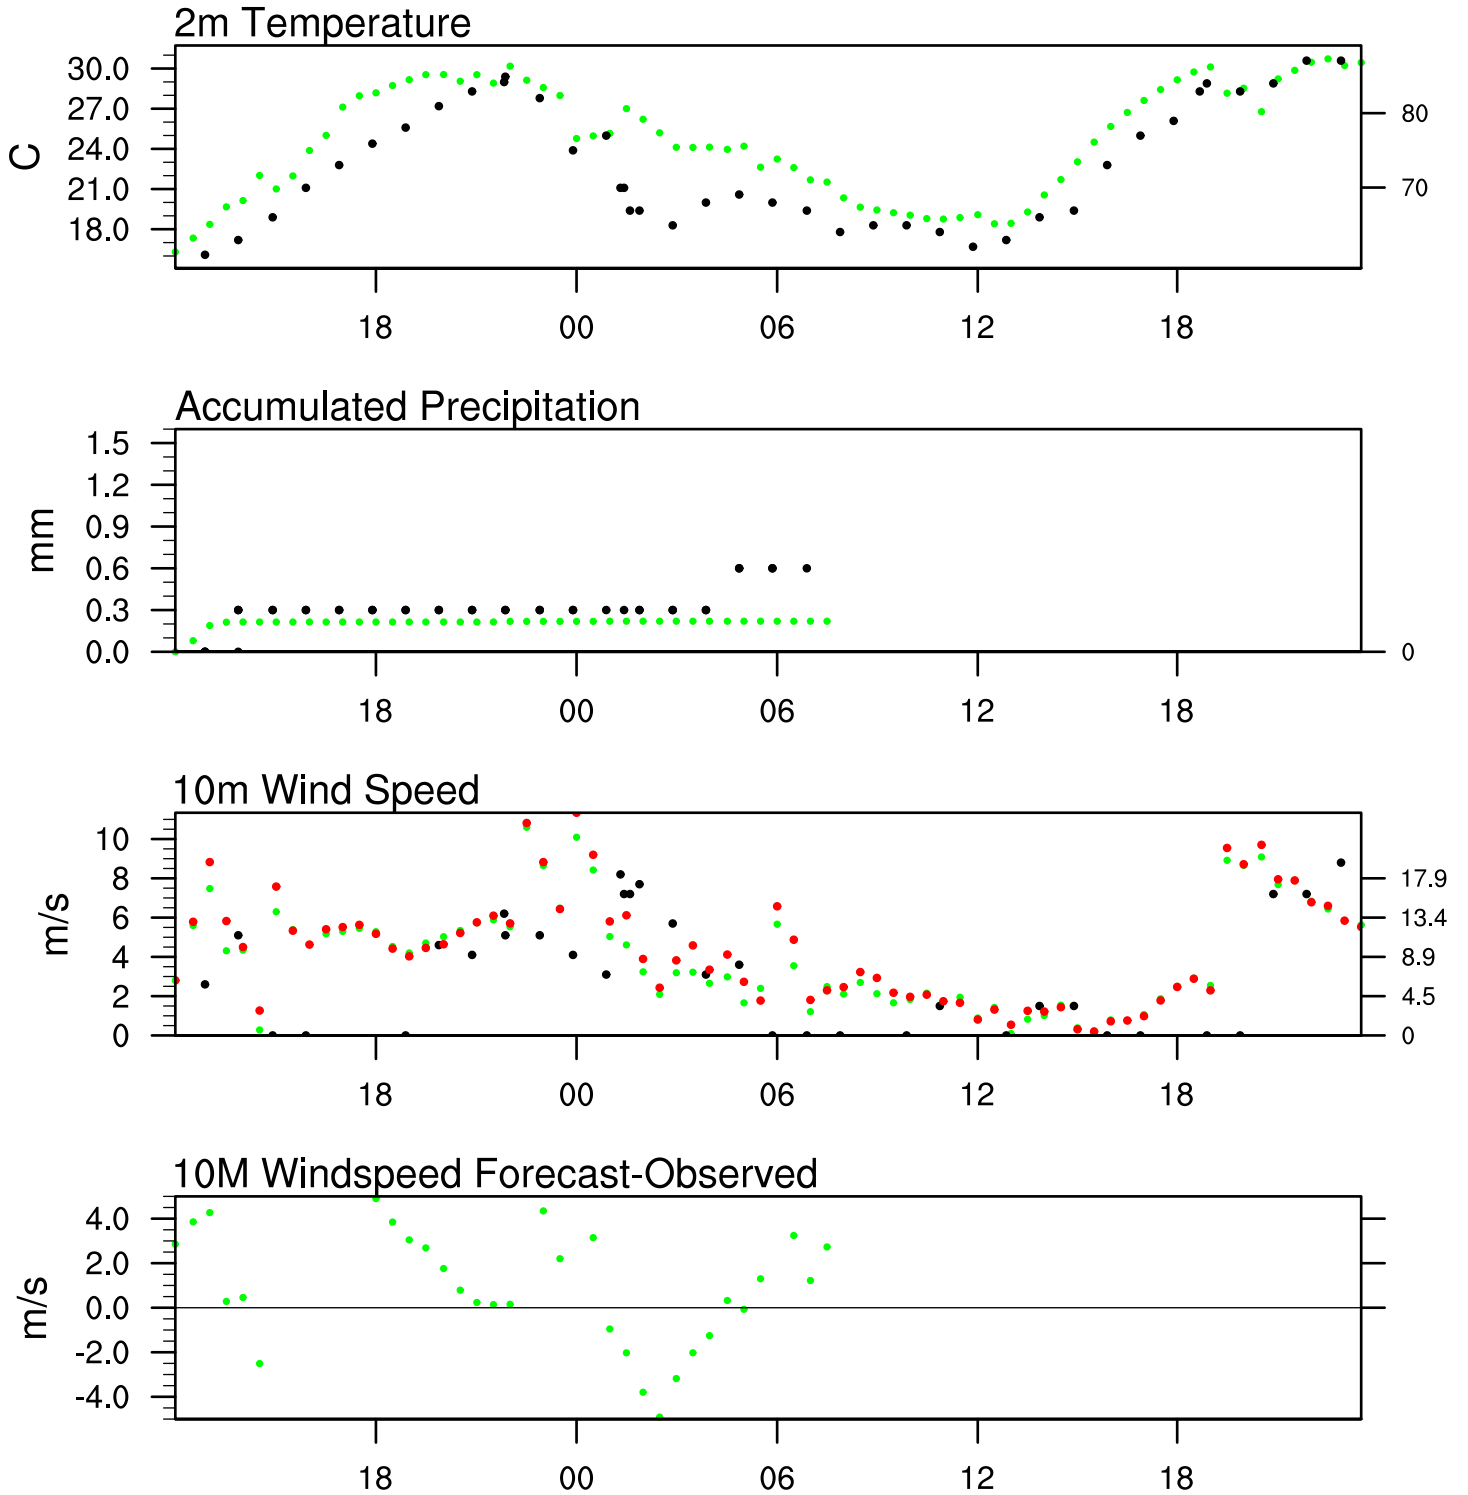 2m Temperature
30.0
27.0
24.0
21.0
18.0
C
80
70
18 00 06 12 18
Accumulated Precipitation
1.5
1.2
0.9
0.6
0.3
0.0
mm
0
18 00 06 12 18
10m Wind Speed
10
8
6
4
2
0
m/s
17.9
13.4
8.9
4.5
0
18 00 06 12 18
10M Windspeed Forecast-Observed
4.0
2.0
0.0
-2.0
-4.0
m/s
18 00 06 12 18